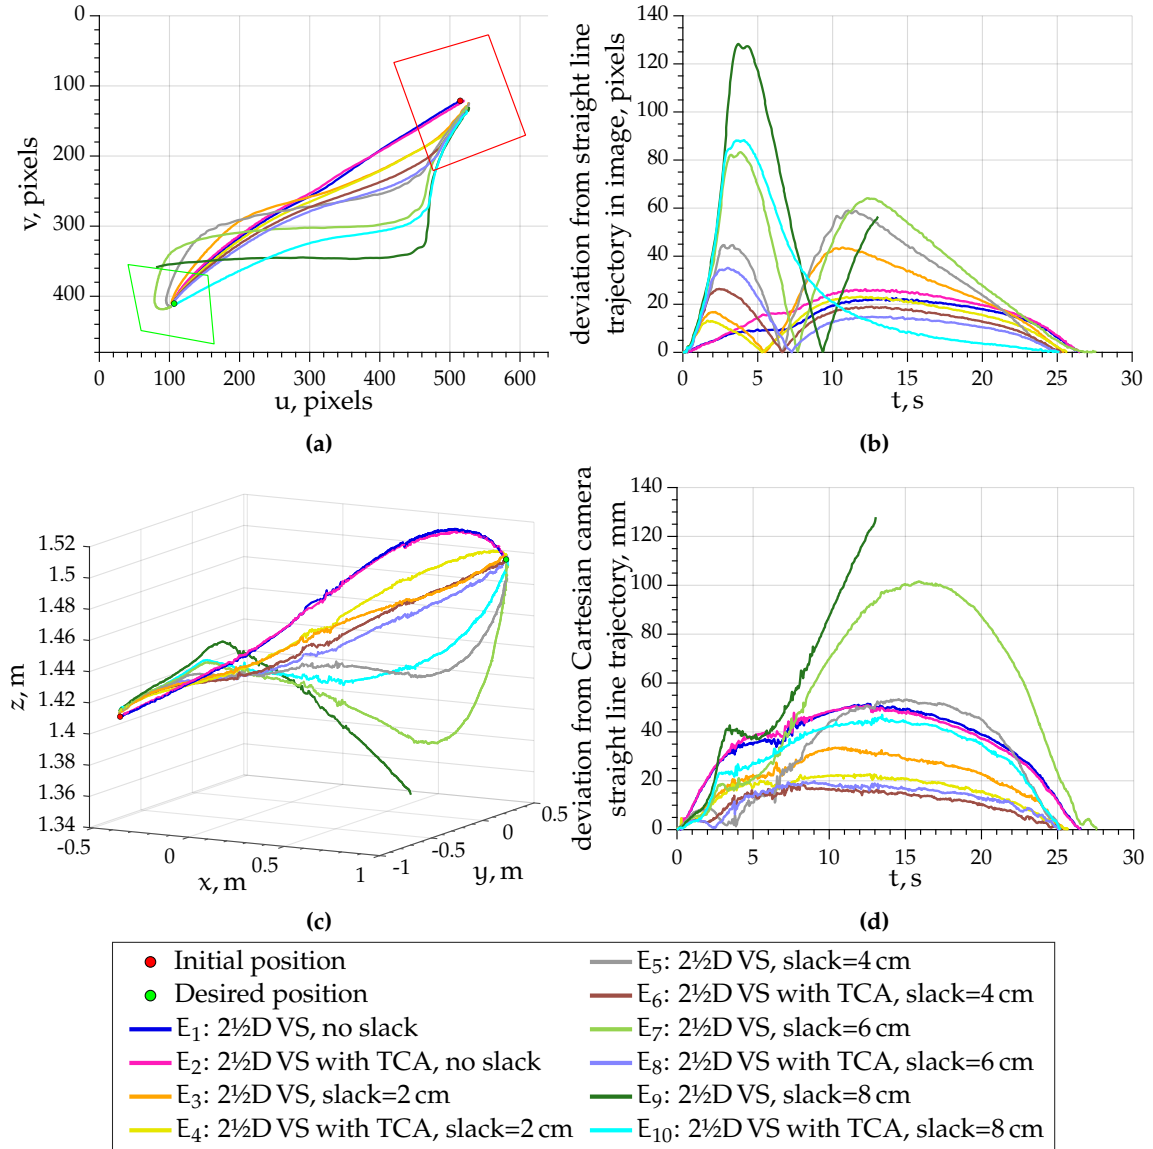 0
100
200
300
400
v, pixels
0 100 200 300 400 500 600
u, pixels
(a)
140
120
100
80
60
40
20
0
deviation from straight line
trajectory in image, pixels
0 5 10 15 20 25 30
t, s
(b)
1.52
1.5
1.48
1.46
1.44
1.42
1.4
1.38
1.36
1.34
z, m
-0.5 0 0.5 1
x, m
-1 -0.5 0 0.5
y, m
(c)
140
120
100
80
60
40
20
0
deviation from Cartesian camera
straight line trajectory, mm
0 5 10 15 20 25 30
t, s
(d)
Initial position
Desired position
E₁: 2½D VS, no slack
E₂: 2½D VS with TCA, no slack
E₃: 2½D VS, slack=2 cm
E₄: 2½D VS with TCA, slack=2 cm
E₅: 2½D VS, slack=4 cm
E₆: 2½D VS with TCA, slack=4 cm
E₇: 2½D VS, slack=6 cm
E₈: 2½D VS with TCA, slack=6 cm
E₉: 2½D VS, slack=8 cm
E₁₀: 2½D VS with TCA, slack=8 cm